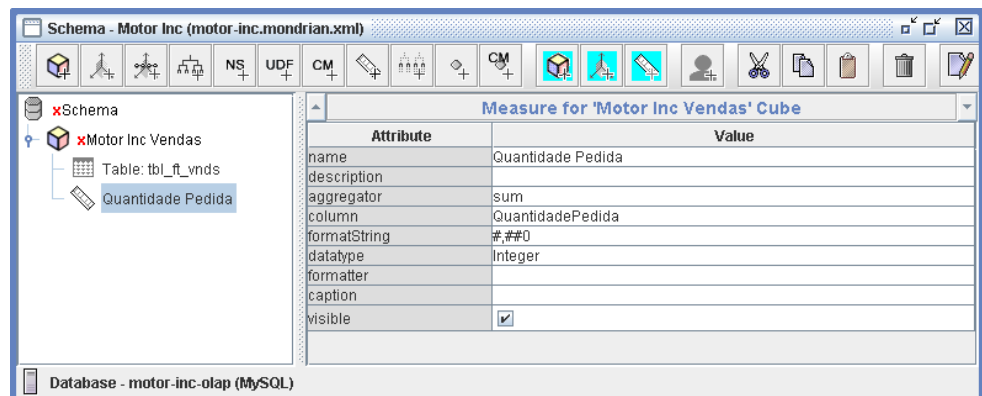 Schema - Motor Inc (motor-inc.mondrian.xml)
NS UDF CM CM
xSchema
xMotor Inc Vendas
Table: tbl_ft_vnds
Quantidade Pedida
Measure for 'Motor Inc Vendas' Cube
Attribute Value
name Quantidade Pedida
description
aggregator sum
column QuantidadePedida
formatString #,##0
datatype Integer
formatter
caption
visible
Database - motor-inc-olap (MySQL)